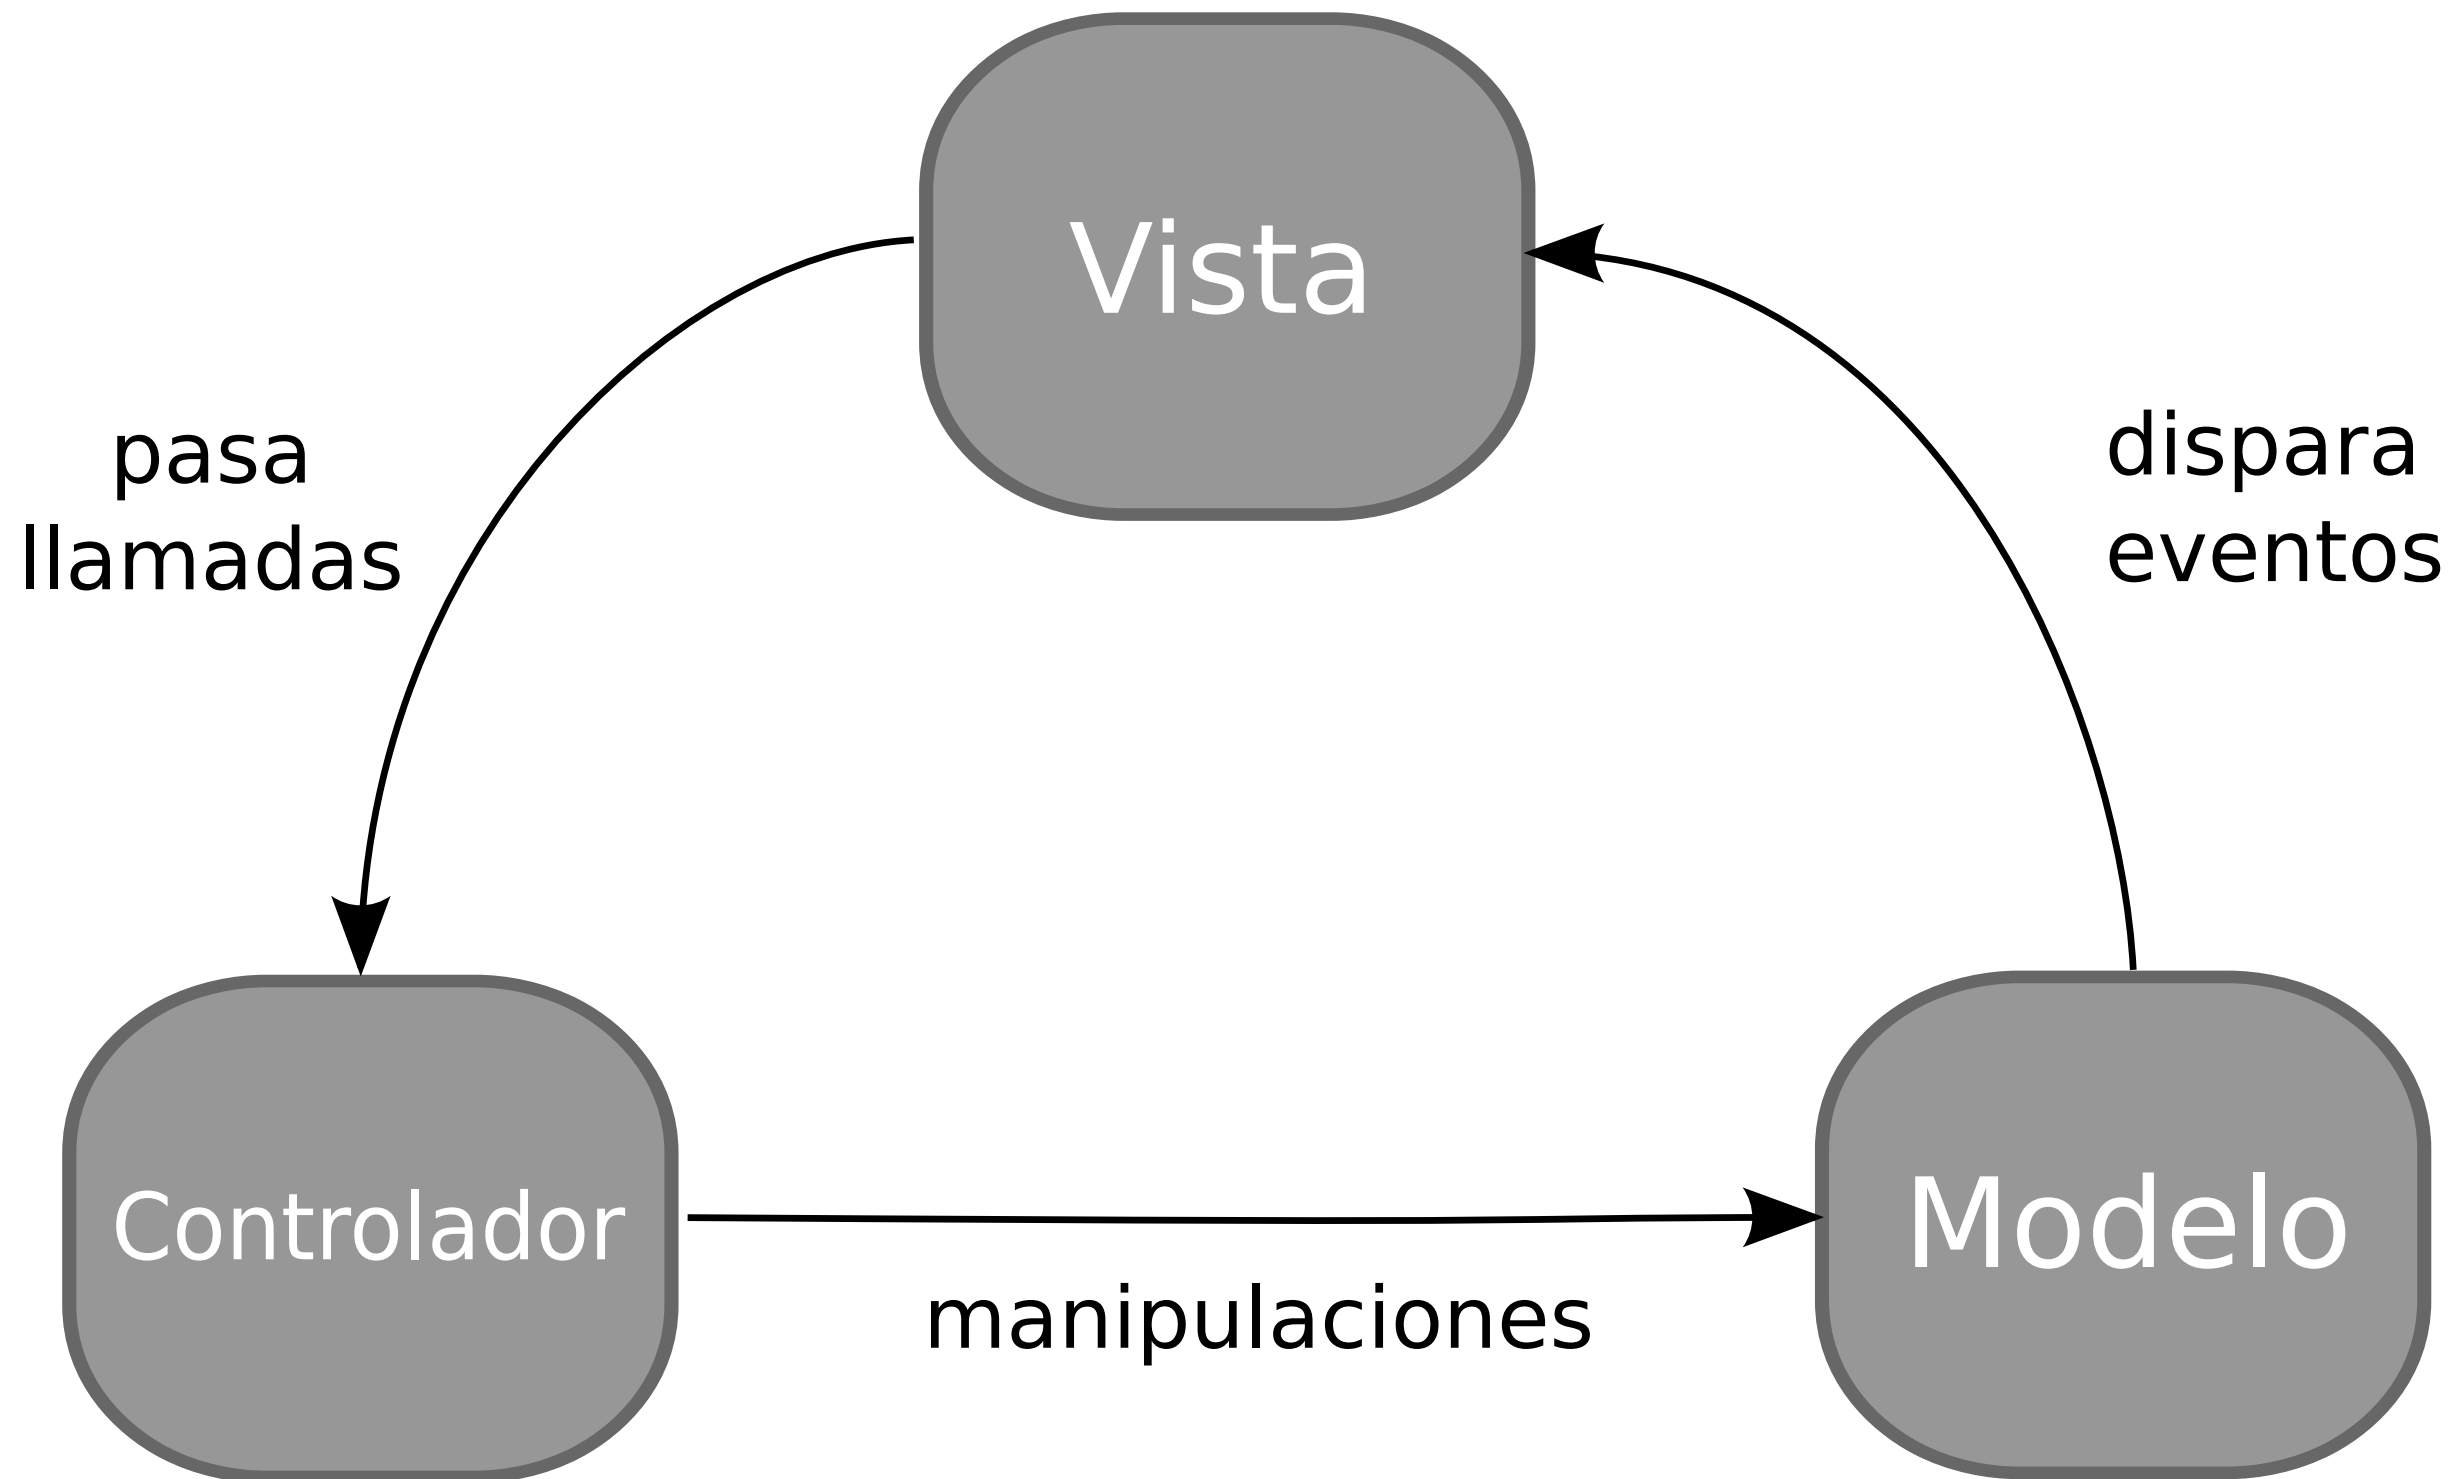 Vista
pasa
llamadas
dispara
eventos
Controlador
Modelo
manipulaciones